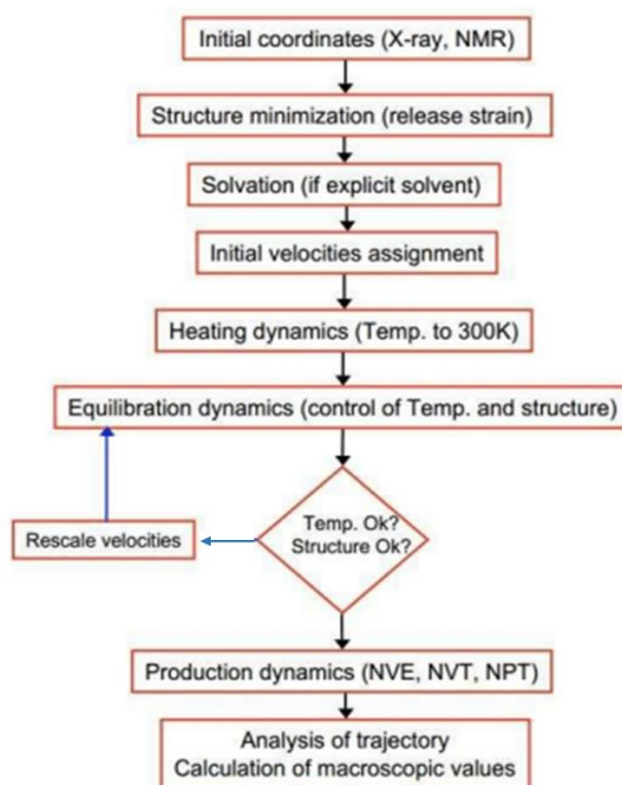 Initial coordinates (X-ray, NMR)
Structure minimization (release strain)
Solvation (if explicit solvent)
Initial velocities assignment
Heating dynamics (Temp. to 300K)
Equilibration dynamics (control of Temp. and structure)
Temp. Ok?
Structure Ok?
Rescale velocities
Production dynamics (NVE, NVT, NPT)
Analysis of trajectory
Calculation of macroscopic values